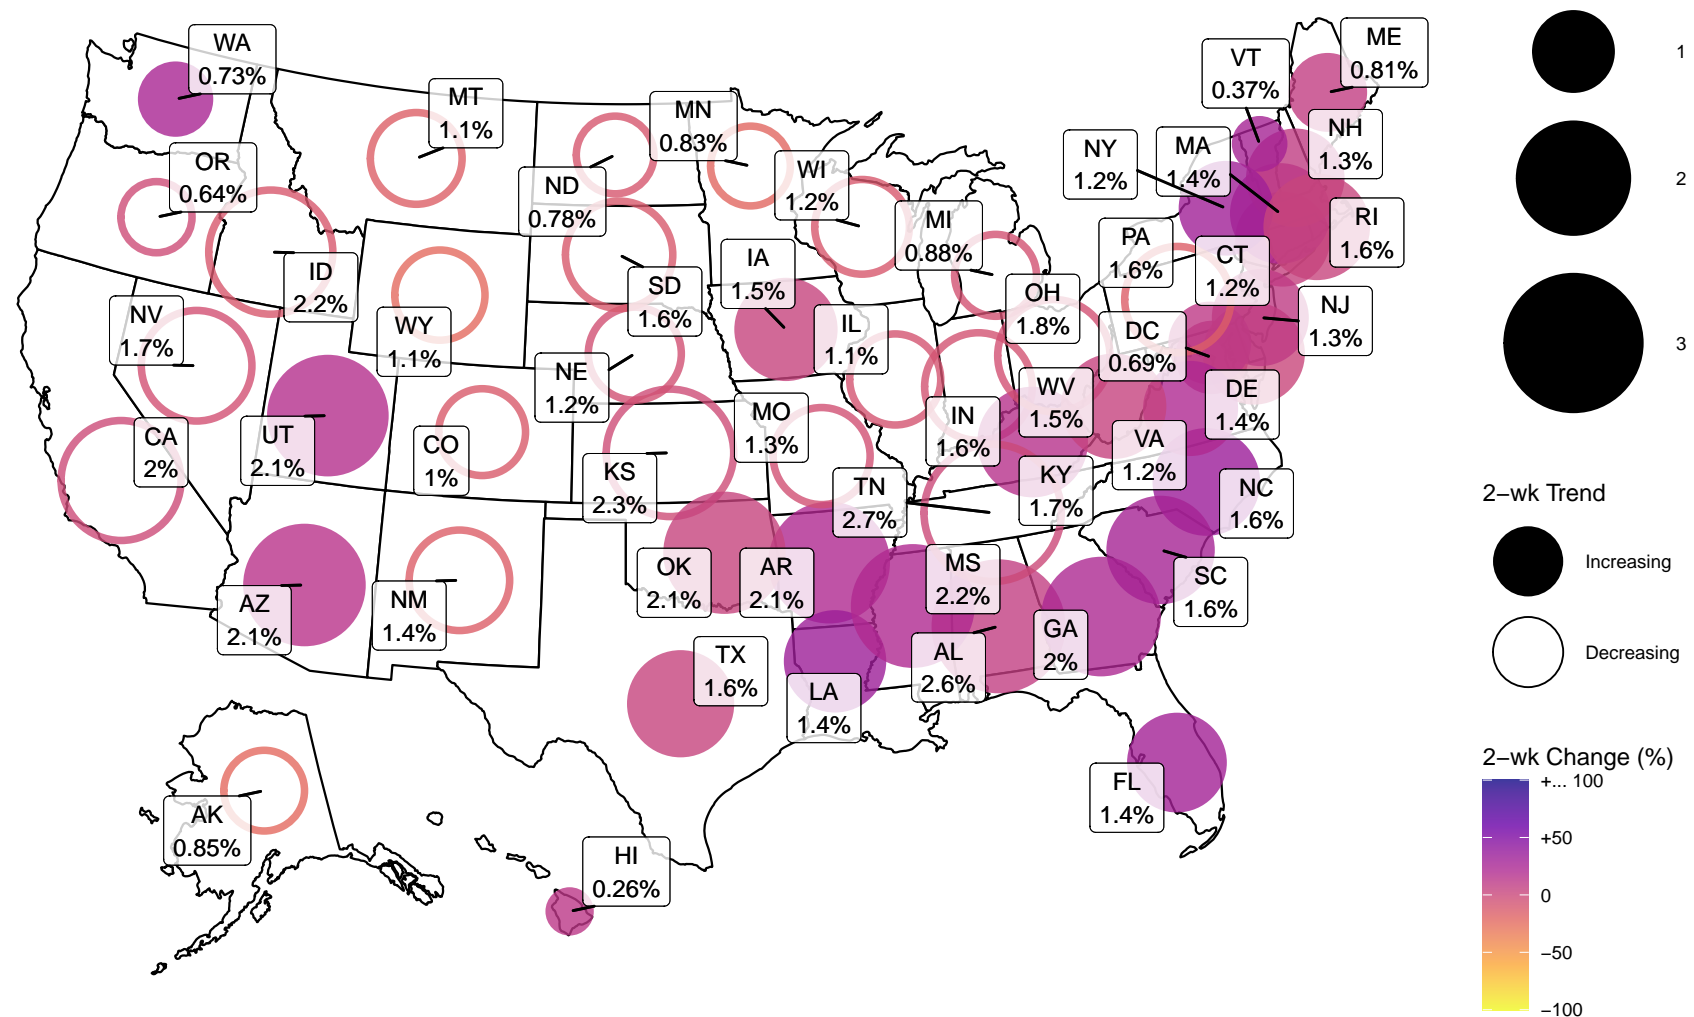 WA
0.73%
ME
0.81%
VT
0.37%
MT
1.1%
MN
0.83%
NH
1.3%
NY
1.2%
MA
1.4%
OR
0.64%
WI
1.2%
ND
0.78%
RI
1.6%
MI
0.88%
PA
1.6%
CT
1.2%
IA
1.5%
ID
2.2%
SD
1.6%
OH
1.8%
NJ
1.3%
NV
1.7%
WY
1.1%
IL
1.1%
DC
0.69%
NE
1.2%
WV
1.5%
DE
1.4%
MO
1.3%
IN
1.6%
CA
2%
UT
2.1%
CO
1%
VA
1.2%
KS
2.3%
TN
2.7%
KY
1.7%
NC
1.6%
OK
2.1%
AR
2.1%
MS
2.2%
SC
1.6%
AZ
2.1%
NM
1.4%
GA
2%
AL
2.6%
TX
1.6%
LA
1.4%
FL
1.4%
AK
0.85%
HI
0.26%
1
2
3
2−wk Trend
Increasing
Decreasing
2−wk Change (%)
+... 100
+50
0
−50
−100